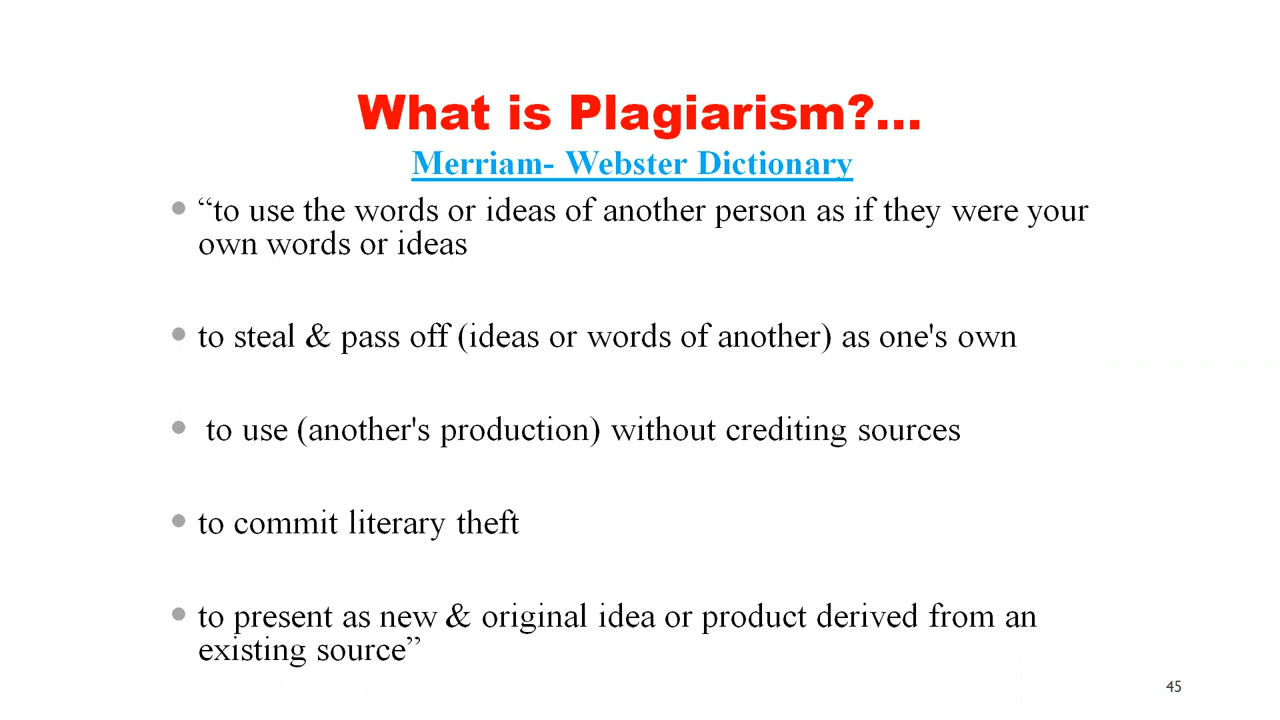 What is Plagiarism?...
Merriam- Webster Dictionary
“to use the words or ideas of another person as if they were your
own words or ideas
to steal & pass off (ideas or words of another) as one's own
to use (another's production) without crediting sources
to commit literary theft
to present as new & original idea or product derived from an
existing source”
45